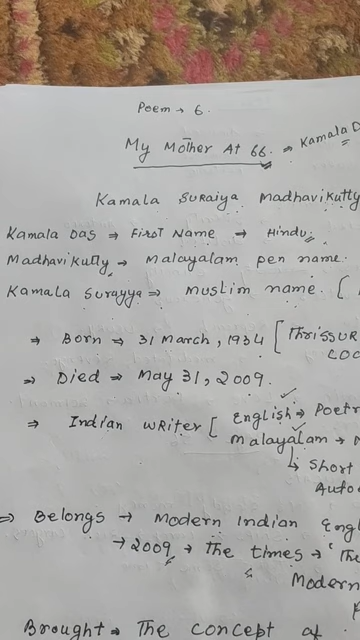 Poem → 6.
My Mother At 66. ⇒ Kamala D
Kamala Suraiya Madhavikutty
Kamala Das ⇒ First Name → Hindu.
Madhavikutty → Malayalam pen name.
Kamala Surayya ⇒ Muslim name. [
⇒ Born → 31 March, 1934 [Thrissur
⇒ Died ⇒ May 31, 2009.
⇒ Indian writer [ English ⇒ Poetr
Malayalam →
↳ Short
Auto
⇒ Belongs → Modern Indian Engl
→ 2009 → The times → 'The
Modern
Brought ⇒ The concept of